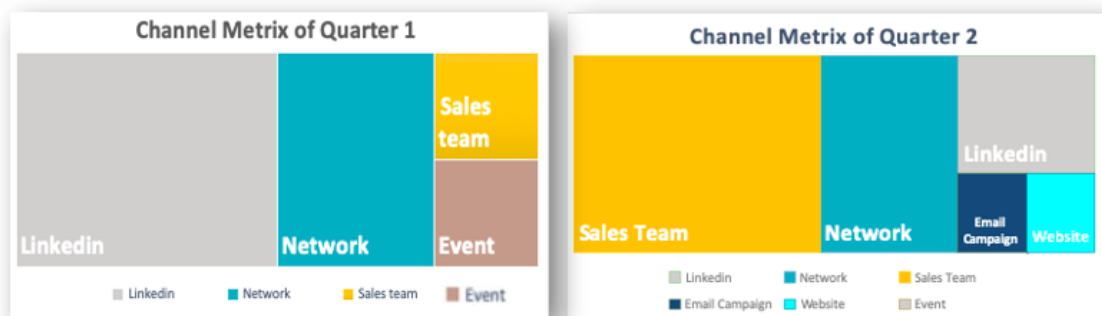 Channel Metrix of Quarter 1
Sales
team
Linkedin
Network
Event
Linkedin
Network
Sales team
Event
Channel Metrix of Quarter 2
Linkedin
Sales Team
Network
Email
Campaign
Website
Linkedin
Network
Sales Team
Email Campaign
Website
Event